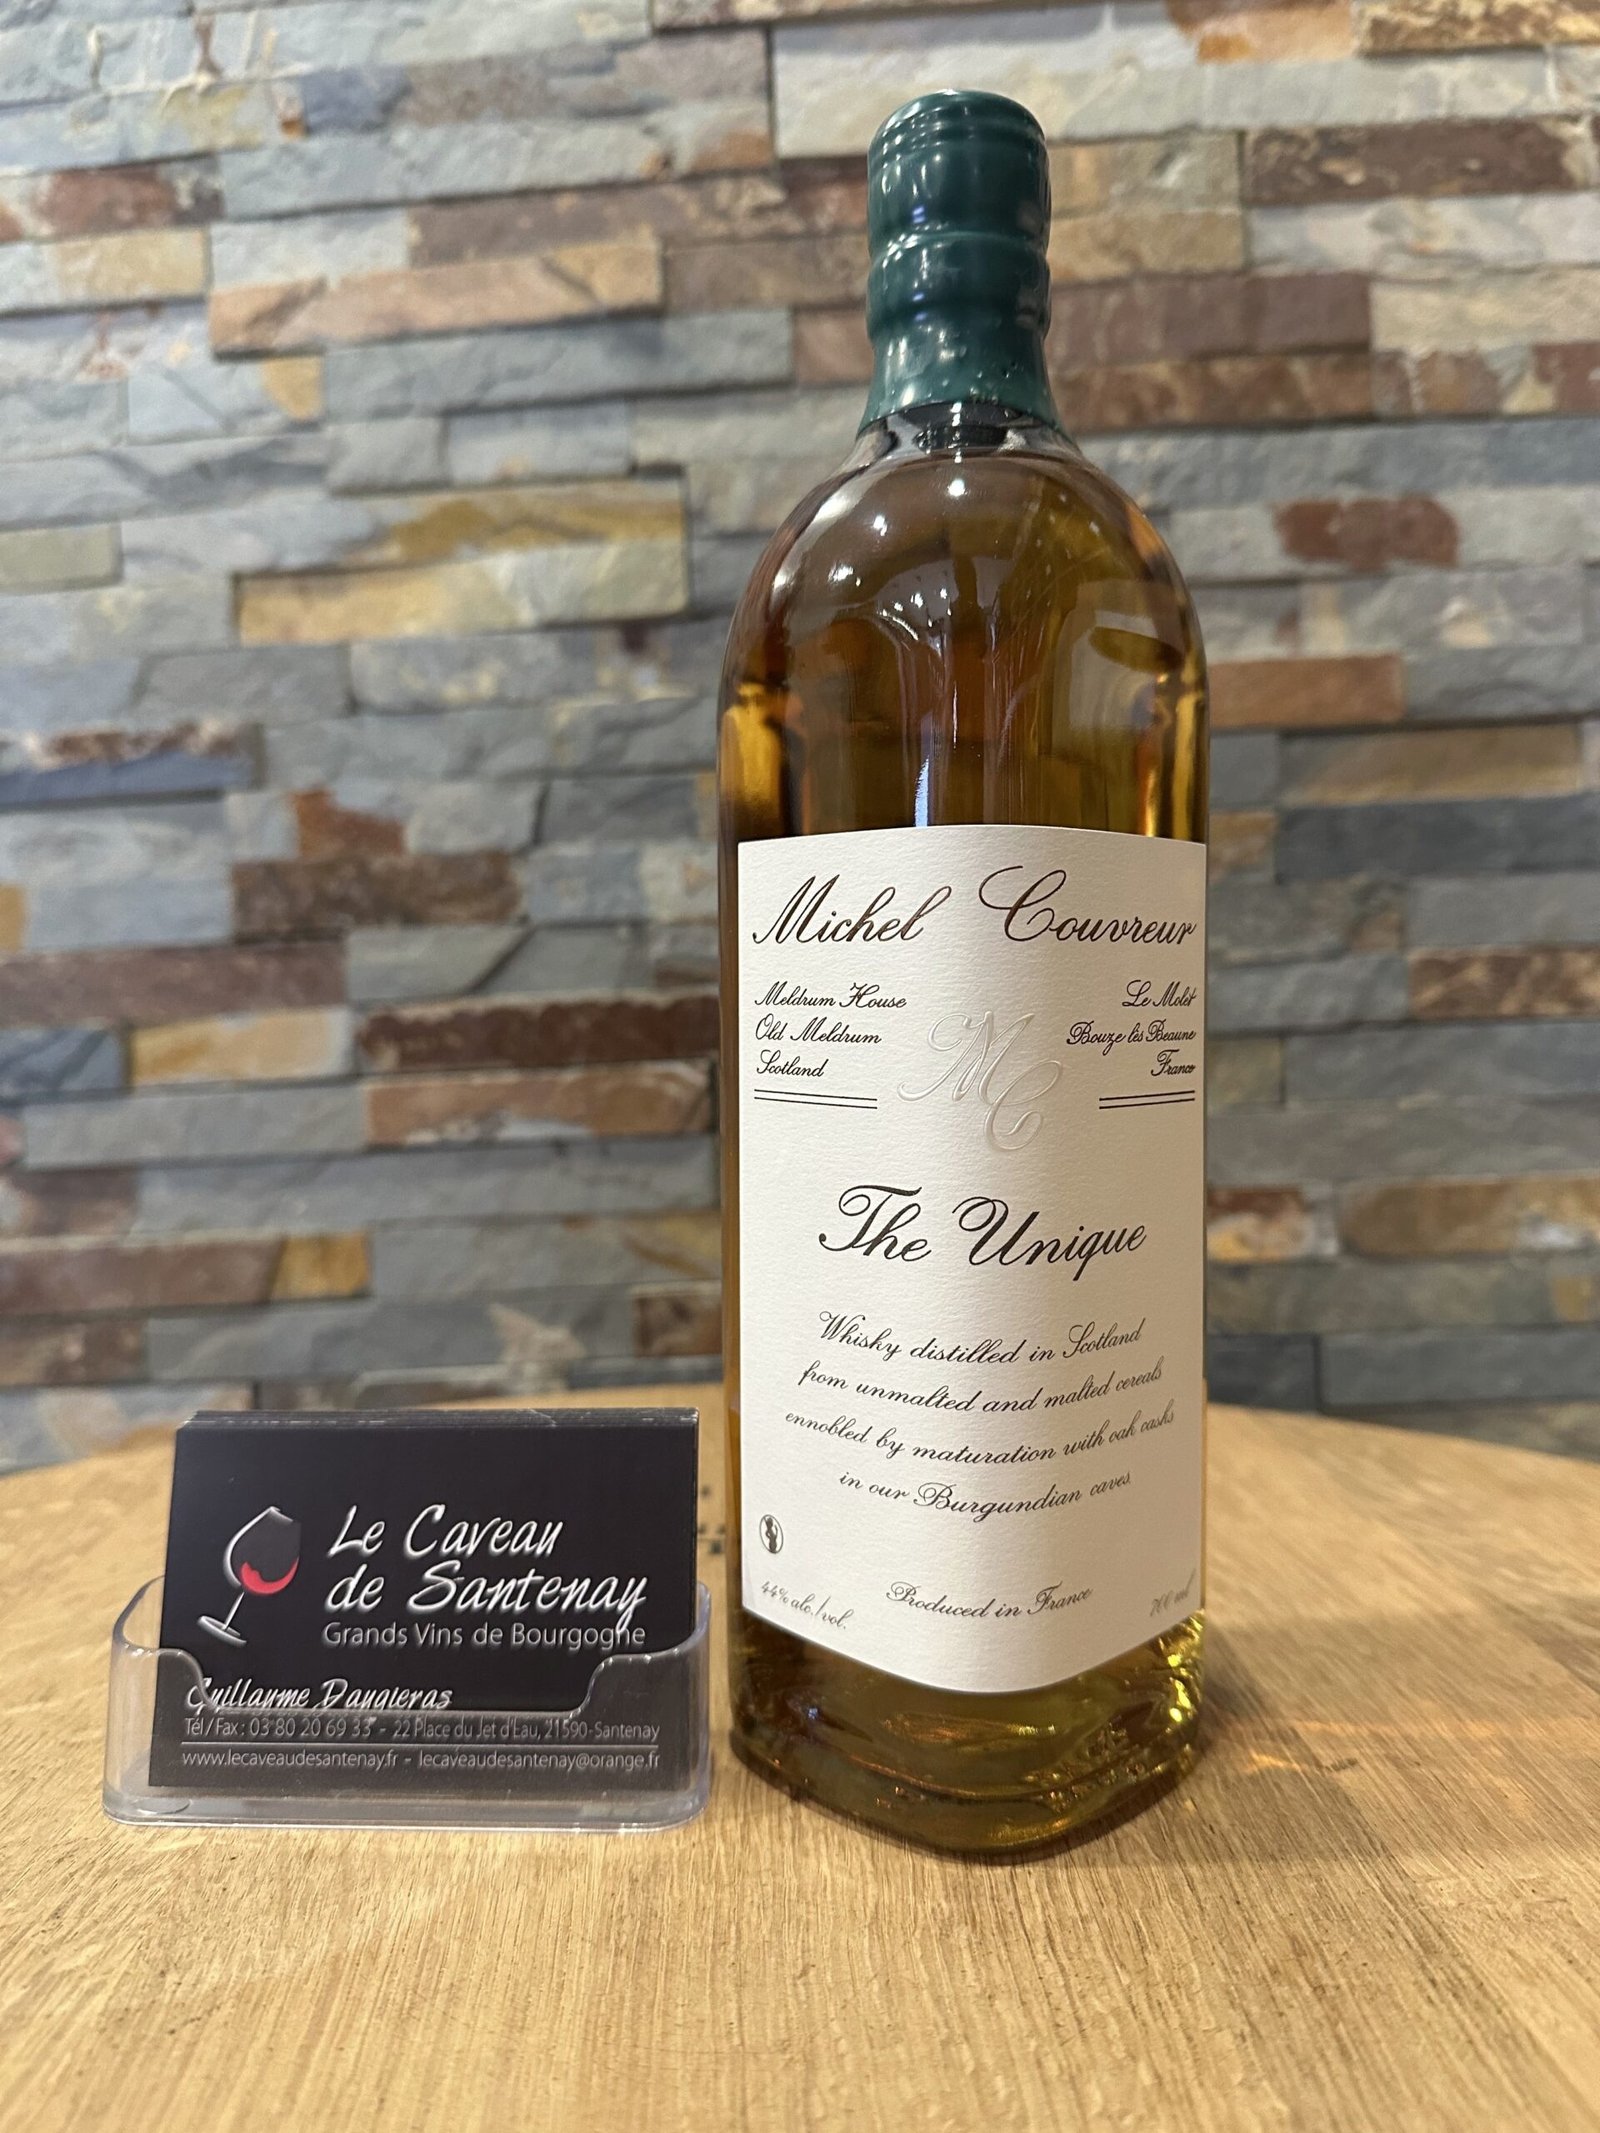 Michel Couvreur
Meldrum House
Old Meldrum
Scotland
Le Molet
Bouze lès Beaune
France
MC
The Unique
Whisky distilled in Scotland
from unmalted and malted cereals
ennobled by maturation with oak casks
in our Burgundian caves
44% alc./vol.
Produced in France
700 ml
Le Caveau
de Santenay
Grands Vins de Bourgogne
Guillaume Daugieras
Tél/Fax : 03 80 20 69 33 - 22 Place du Jet d'Eau, 21590-Santenay
www.lecaveaudesantenay.fr - lecaveaudesantenay@orange.fr